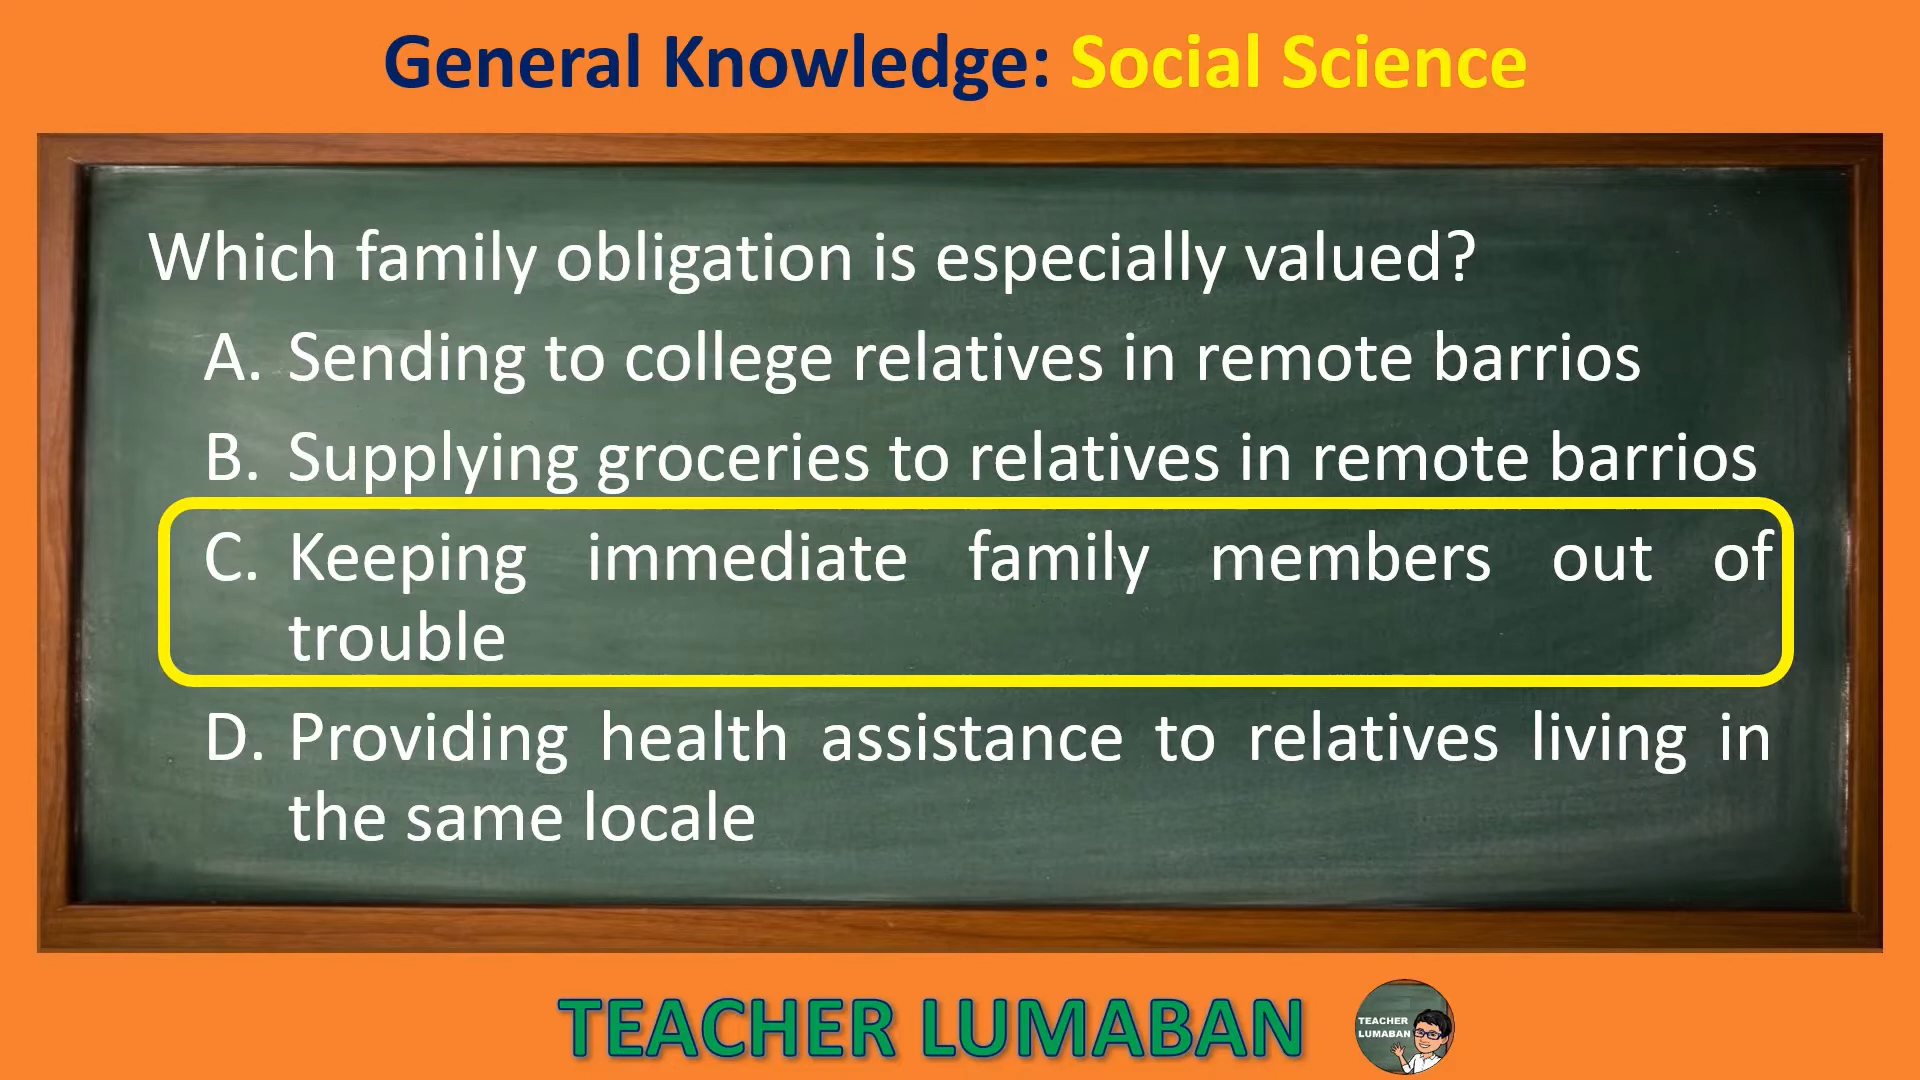 General Knowledge: Social Science
Which family obligation is especially valued?
A. Sending to college relatives in remote barrios
B. Supplying groceries to relatives in remote barrios
C. Keeping immediate family members out of
trouble
D. Providing health assistance to relatives living in
the same locale
TEACHER LUMABAN
TEACHER
LUMABAN